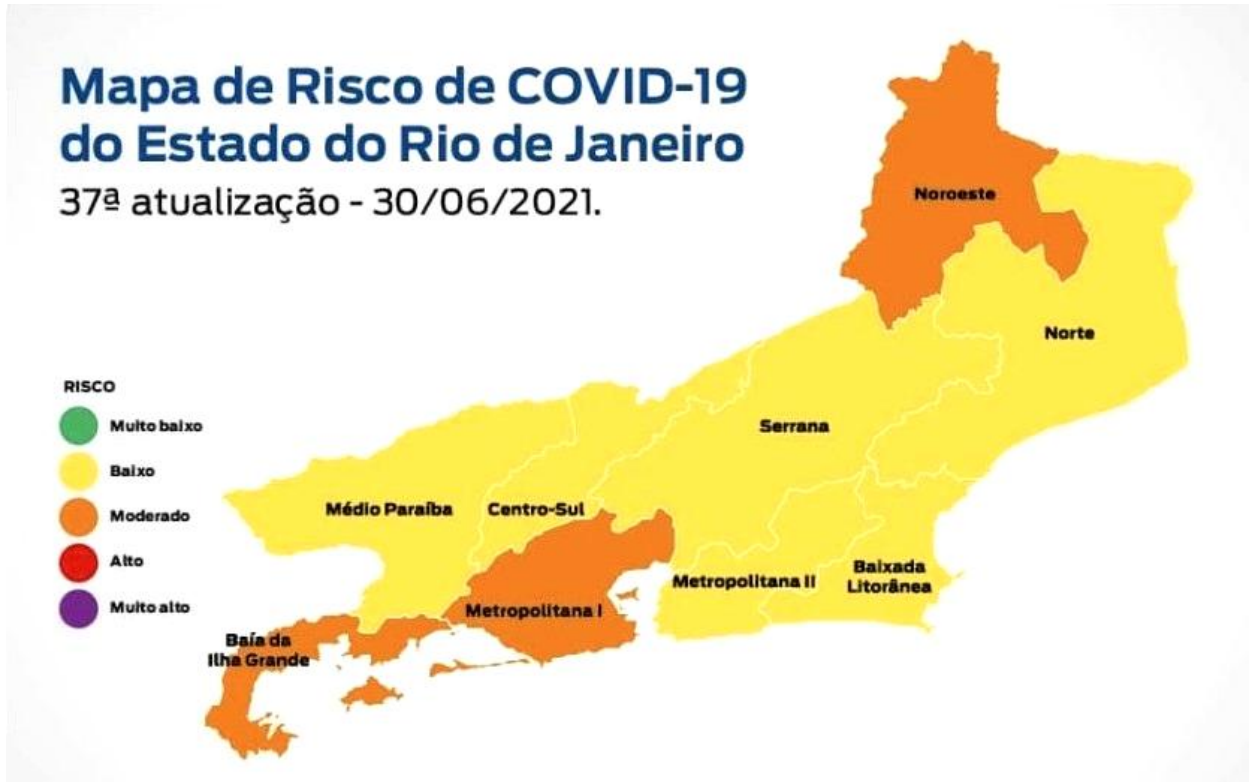 Mapa de Risco de COVID-19
do Estado do Rio de Janeiro
37ª atualização - 30/06/2021.
Noroeste
Norte
RISCO
Muito baixo
Baixo
Moderado
Alto
Muito alto
Serrana
Médio Paraíba
Centro-Sul
Metropolitana II
Baixada
Litorânea
Metropolitana I
Baía da
Ilha Grande